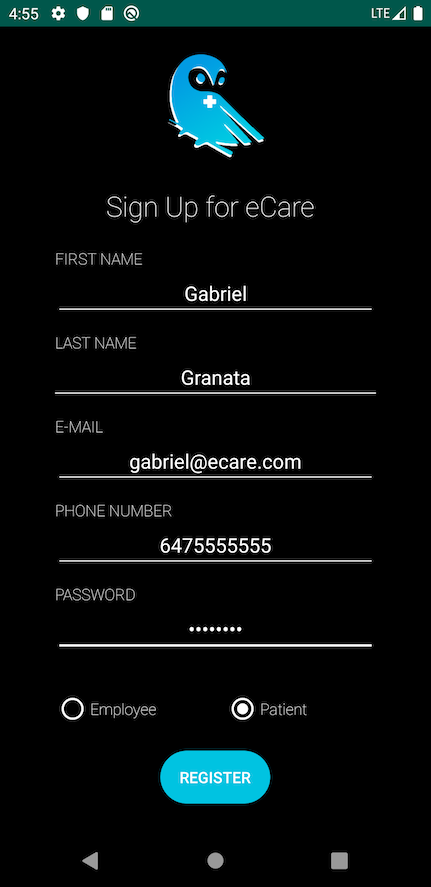 4:55 LTE
Sign Up for eCare
FIRST NAME
Gabriel
LAST NAME
Granata
E-MAIL
gabriel@ecare.com
PHONE NUMBER
6475555555
PASSWORD
••••••••
Employee Patient
REGISTER